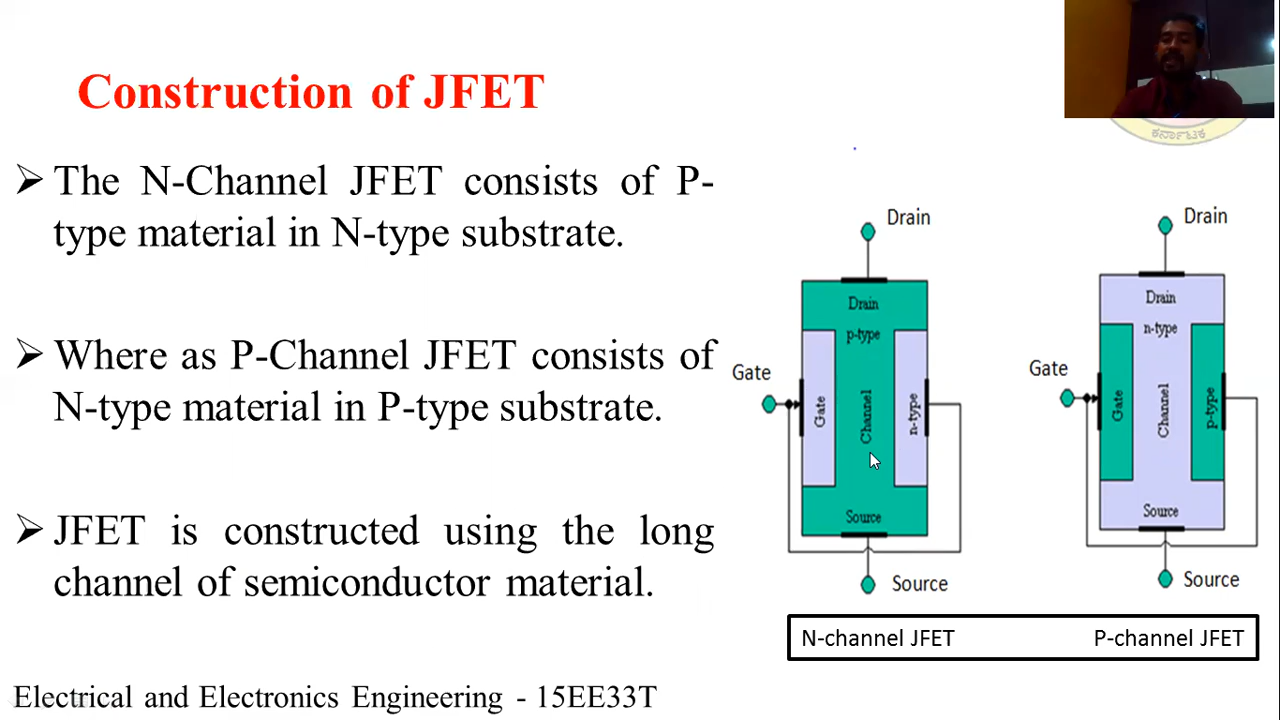 Construction of JFET
ಕರ್ನಾಟಕ
➢ The N-Channel JFET consists of P-
type material in N-type substrate.
➢ Where as P-Channel JFET consists of
N-type material in P-type substrate.
➢ JFET is constructed using the long
channel of semiconductor material.
Drain
Drain
p-type
Gate
Gate
Channel
n-type
Source
Source
Drain
Drain
n-type
Gate
Gate
Channel
p-type
Source
Source
N-channel JFET P-channel JFET
Electrical and Electronics Engineering - 15EE33T